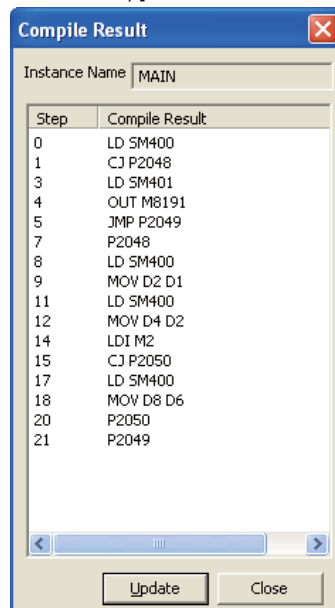 Compile Result
Instance Name MAIN
Step Compile Result
0 LD SM400
1 CJ P2048
3 LD SM401
4 OUT M8191
5 JMP P2049
7 P2048
8 LD SM400
9 MOV D2 D1
11 LD SM400
12 MOV D4 D2
14 LDI M2
15 CJ P2050
17 LD SM400
18 MOV D8 D6
20 P2050
21 P2049
Update Close